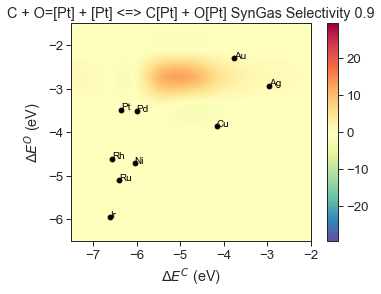 C + O=[Pt] + [Pt] <=> C[Pt] + O[Pt] SynGas Selectivity 0.9
Au
Ag
Pt
Pd
Cu
Rh
Ni
Ru
Ir
−2
−3
−4
−5
−6
−7
−6
−5
−4
−3
−2
ΔE^O (eV)
ΔE^C (eV)
20
10
0
−10
−20